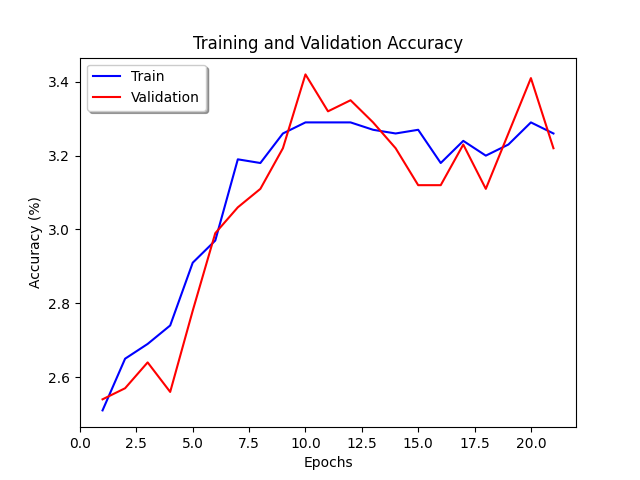 Training and Validation Accuracy
Train
Validation
Accuracy (%)
3.4
3.2
3.0
2.8
2.6
0.0 2.5 5.0 7.5 10.0 12.5 15.0 17.5 20.0
Epochs